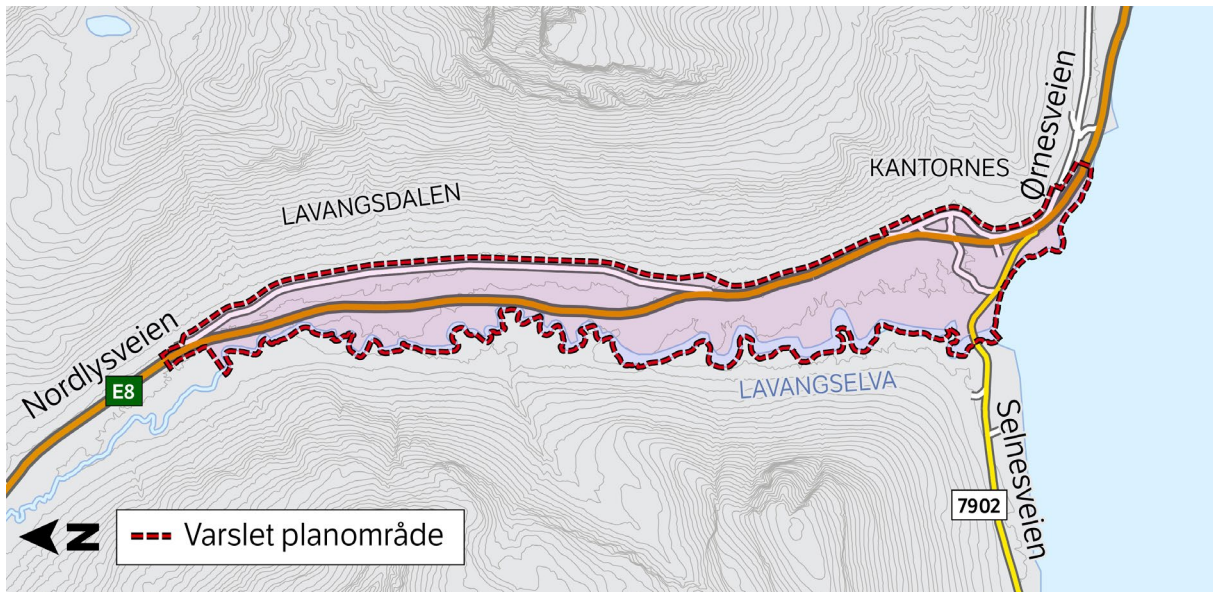 Ørnesveien
KANTORNES
LAVANGSDALEN
Nordlysveien
E8
LAVANGSELVA
Selnesveien
7902
N
Varslet planområde